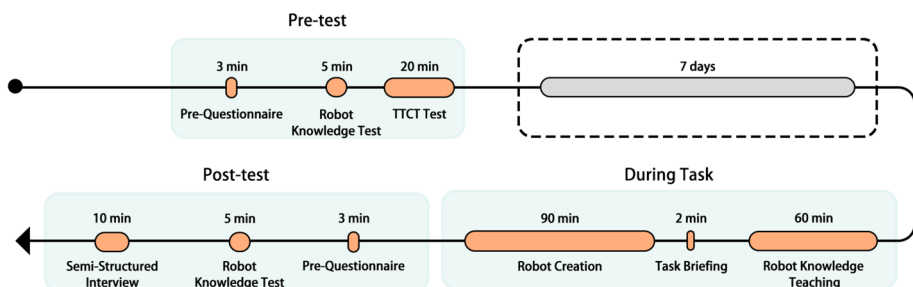 Pre-test
3 min
5 min
20 min
7 days
Pre-Questionnaire
Robot
Knowledge Test
TTCT Test
Post-test
During Task
10 min
5 min
3 min
90 min
2 min
60 min
Semi-Structured
Interview
Robot
Knowledge Test
Pre-Questionnaire
Robot Creation
Task Briefing
Robot Knowledge
Teaching